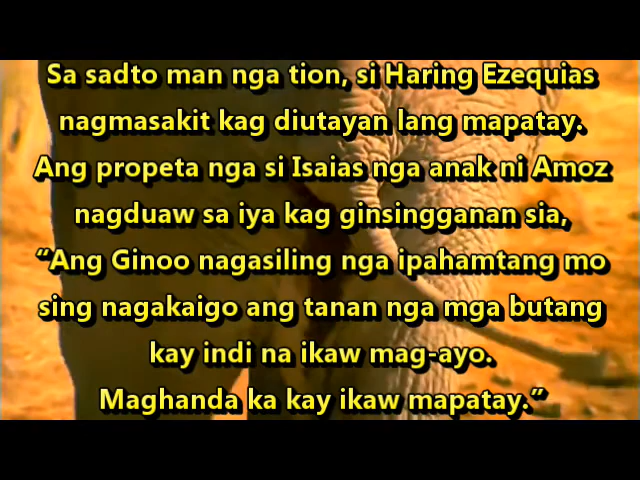 Sa sadto man nga tion, si Haring Ezequias
nagmasakit kag diutayan lang mapatay.
Ang propeta nga si Isaias nga anak ni Amoz
nagduaw sa iya kag ginsingganan sia,
“Ang Ginoo nagasiling nga ipahamtang mo
sing nagakaigo ang tanan nga mga butang
kay indi na ikaw mag-ayo.
Maghanda ka kay ikaw mapatay.”